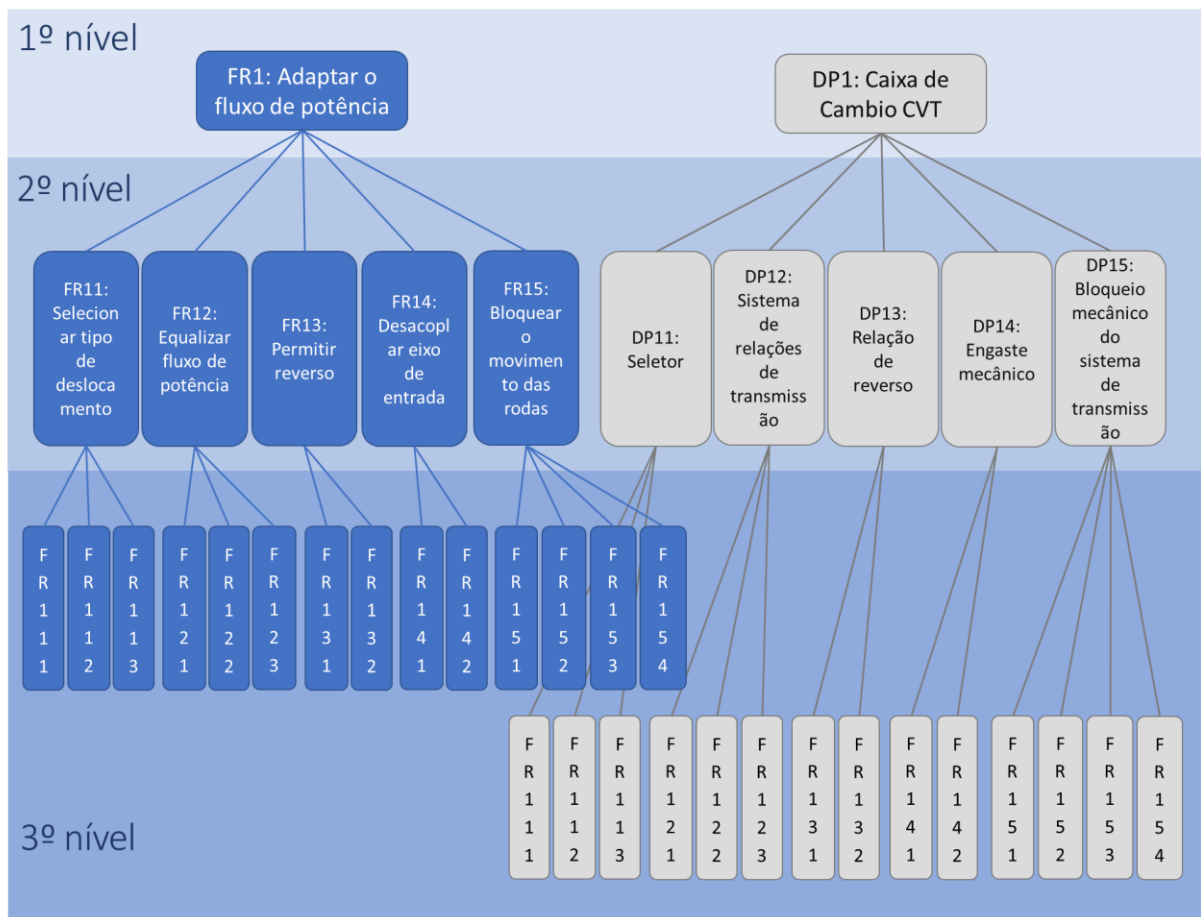 1º nível
FR1: Adaptar o
fluxo de potência
DP1: Caixa de
Cambio CVT
2º nível
FR11:
Selecion
ar tipo
de
desloca
mento
FR12:
Equalizar
fluxo de
potência
FR13:
Permitir
reverso
FR14:
Desacopl
ar eixo
de
entrada
FR15:
Bloquear
o
movimen
to das
rodas
DP11:
Seletor
DP12:
Sistema
de
relações
de
transmiss
ão
DP13:
Relação
de
reverso
DP14:
Engaste
mecânico
DP15:
Bloqueio
mecânico
do
sistema
de
transmiss
ão
FR111
FR112
FR113
FR121
FR122
FR123
FR131
FR132
FR141
FR142
FR151
FR152
FR153
FR154
FR111
FR112
FR113
FR121
FR122
FR123
FR131
FR132
FR141
FR142
FR151
FR152
FR153
FR154
3º nível